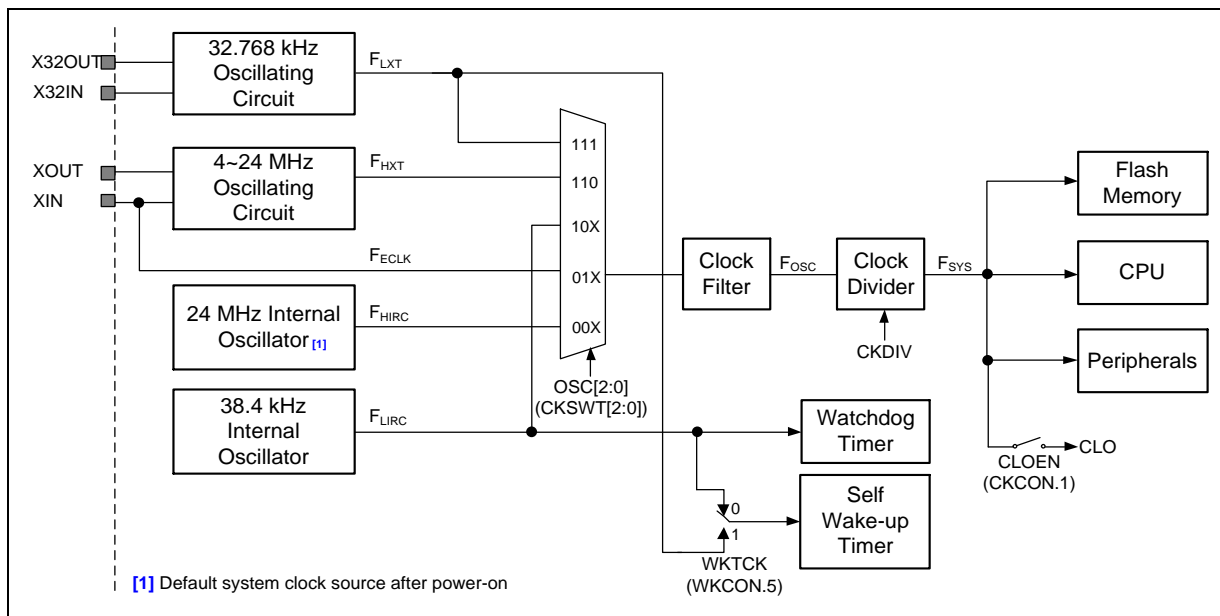 X32OUT
X32IN
32.768 kHz
Oscillating
Circuit
FLXT
XOUT
XIN
4~24 MHz
Oscillating
Circuit
FHXT
FECLK
24 MHz Internal
Oscillator[1]
FHIRC
38.4 kHz
Internal
Oscillator
FLIRC
111
110
10X
01X
00X
OSC[2:0]
(CKSWT[2:0])
Clock
Filter
FOSC
Clock
Divider
FSYS
CKDIV
Flash
Memory
CPU
Peripherals
CLO
CLOEN
(CKCON.1)
Watchdog
Timer
0
1
WKTCK
(WKCON.5)
Self
Wake-up
Timer
[1] Default system clock source after power-on